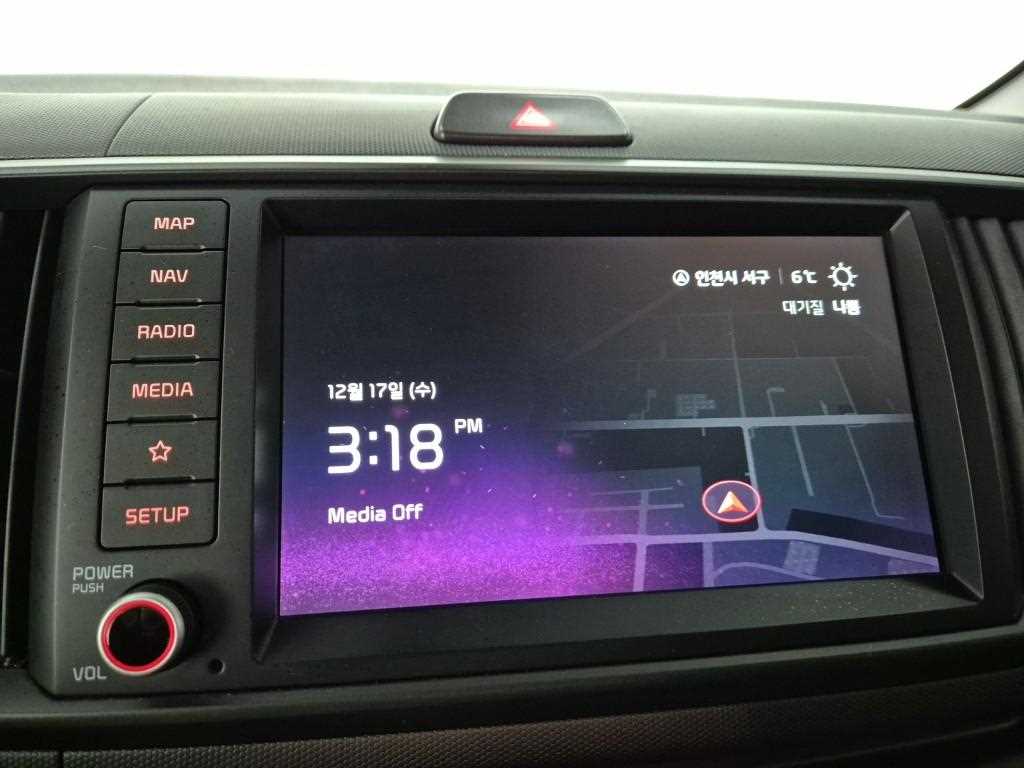 MAP
NAV
RADIO
MEDIA
SETUP
POWER
PUSH
VOL
인천시 서구 | 6℃
대기질 나쁨
12월 17일 (수)
3:18 PM
Media Off